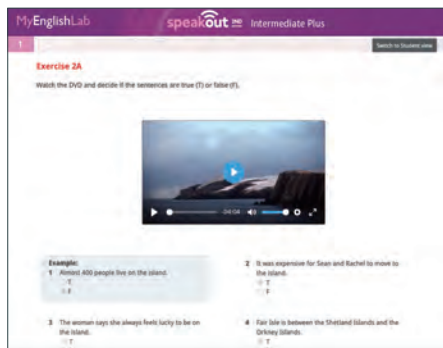 MyEnglishLab
speakout 2ND Intermediate Plus
1
Switch to Student view
Exercise 2A
Watch the DVD and decide if the sentences are true (T) or false (F).
04:04
Example:
1 Almost 400 people live on the island.
T
F
2 It was expensive for Sean and Rachel to move to
the island.
T
F
3 The woman says she always feels lucky to be on
the island.
T
4 Fair Isle is between the Shetland Islands and the
Orkney Islands.
T